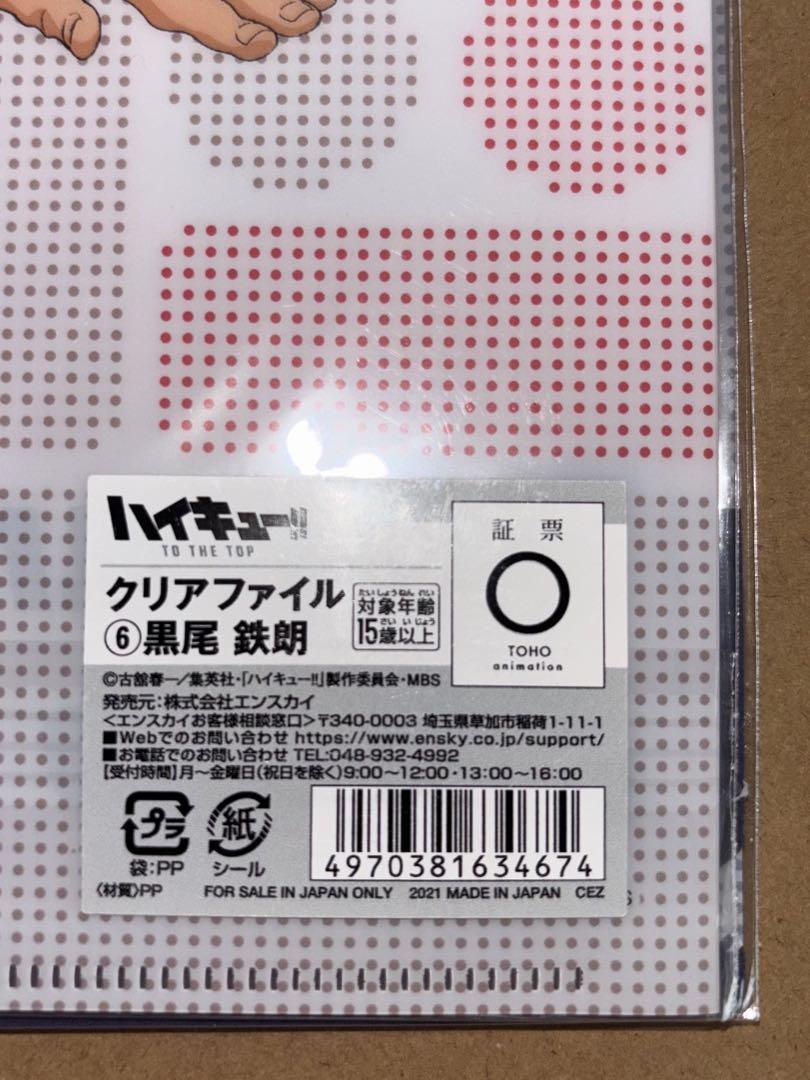 ハイキュー!!
TO THE TOP
クリアファイル
⑥黒尾 鉄朗
たいしょうねんれい
対象年齢
さいいじょう
15歳以上
証票
TOHO
animation
©古舘春一/集英社・「ハイキュー!!」製作委員会・MBS
発売元:株式会社エンスカイ
<エンスカイお客様相談窓口>〒340-0003 埼玉県草加市稲荷1-11-1
■Webでのお問い合わせ https://www.ensky.co.jp/support/
■お電話でのお問い合わせ TEL:048-932-4992
【受付時間】月~金曜日(祝日を除く)9:00~12:00・13:00~16:00
プラ
袋:PP
紙
シール
4970381634674
〈材質〉PP
FOR SALE IN JAPAN ONLY 2021 MADE IN JAPAN CEZ